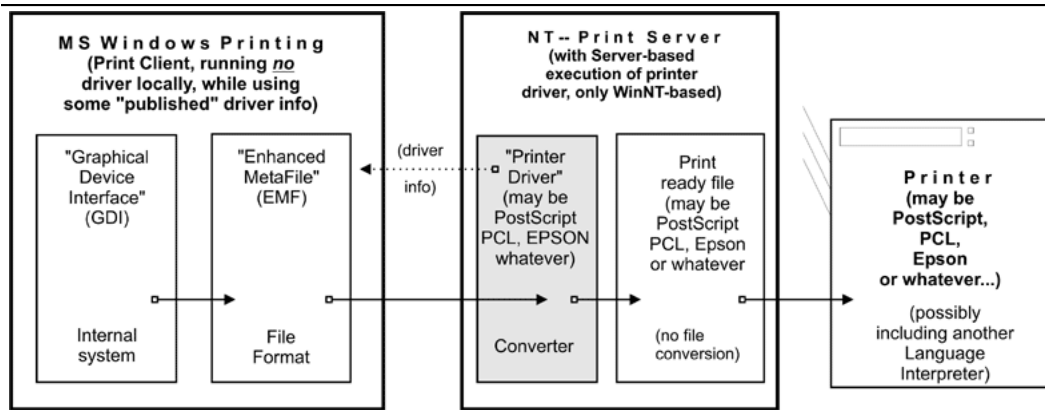 MS Windows Printing
(Print Client, running no
driver locally, while using
some "published" driver info)
"Graphical
Device
Interface"
(GDI)
Internal
system
"Enhanced
MetaFile"
(EMF)
File
Format
(driver
info)
NT -- Print Server
(with Server-based
execution of printer
driver, only WinNT-based)
"Printer
Driver"
(may be
PostScript
PCL, EPSON
whatever)
Converter
Print
ready file
(may be
PostScript
PCL, Epson
or whatever
(no file
conversion)
Printer
(may be
PostScript,
PCL,
Epson
or whatever...)
(possibly
including another
Language
Interpreter)